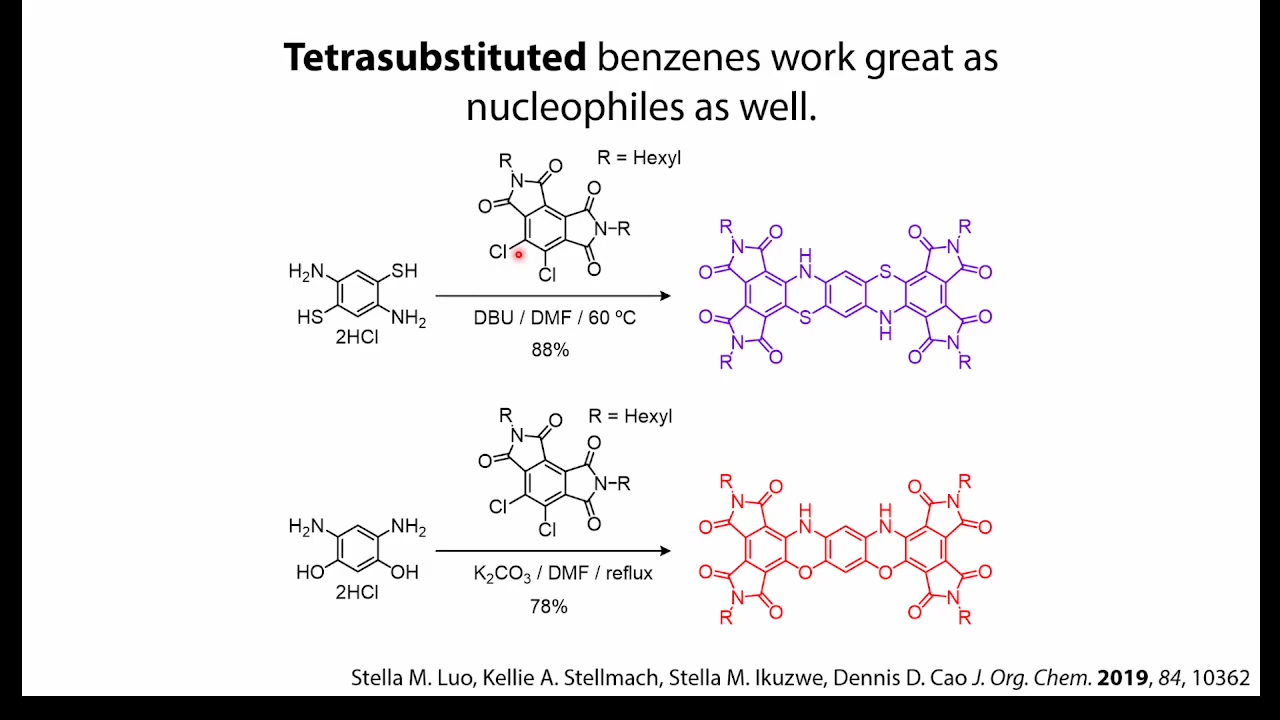 Tetrasubstituted benzenes work great as
nucleophiles as well.
R
O
R = Hexyl
N
O
O
N–R
Cl
Cl
O
H₂N
SH
HS
NH₂
2HCl
DBU / DMF / 60 ºC
88%
R
O
O
R
N
N
O
H
N
S
O
O
S
N
H
O
N
N
R
O
O
R
R
O
R = Hexyl
N
O
O
N–R
Cl
Cl
O
H₂N
NH₂
HO
OH
2HCl
K₂CO₃ / DMF / reflux
78%
R
O
O
R
N
N
O
H
N
H
N
O
O
O
O
O
N
N
R
O
O
R
Stella M. Luo, Kellie A. Stellmach, Stella M. Ikuzwe, Dennis D. Cao J. Org. Chem. 2019, 84, 10362